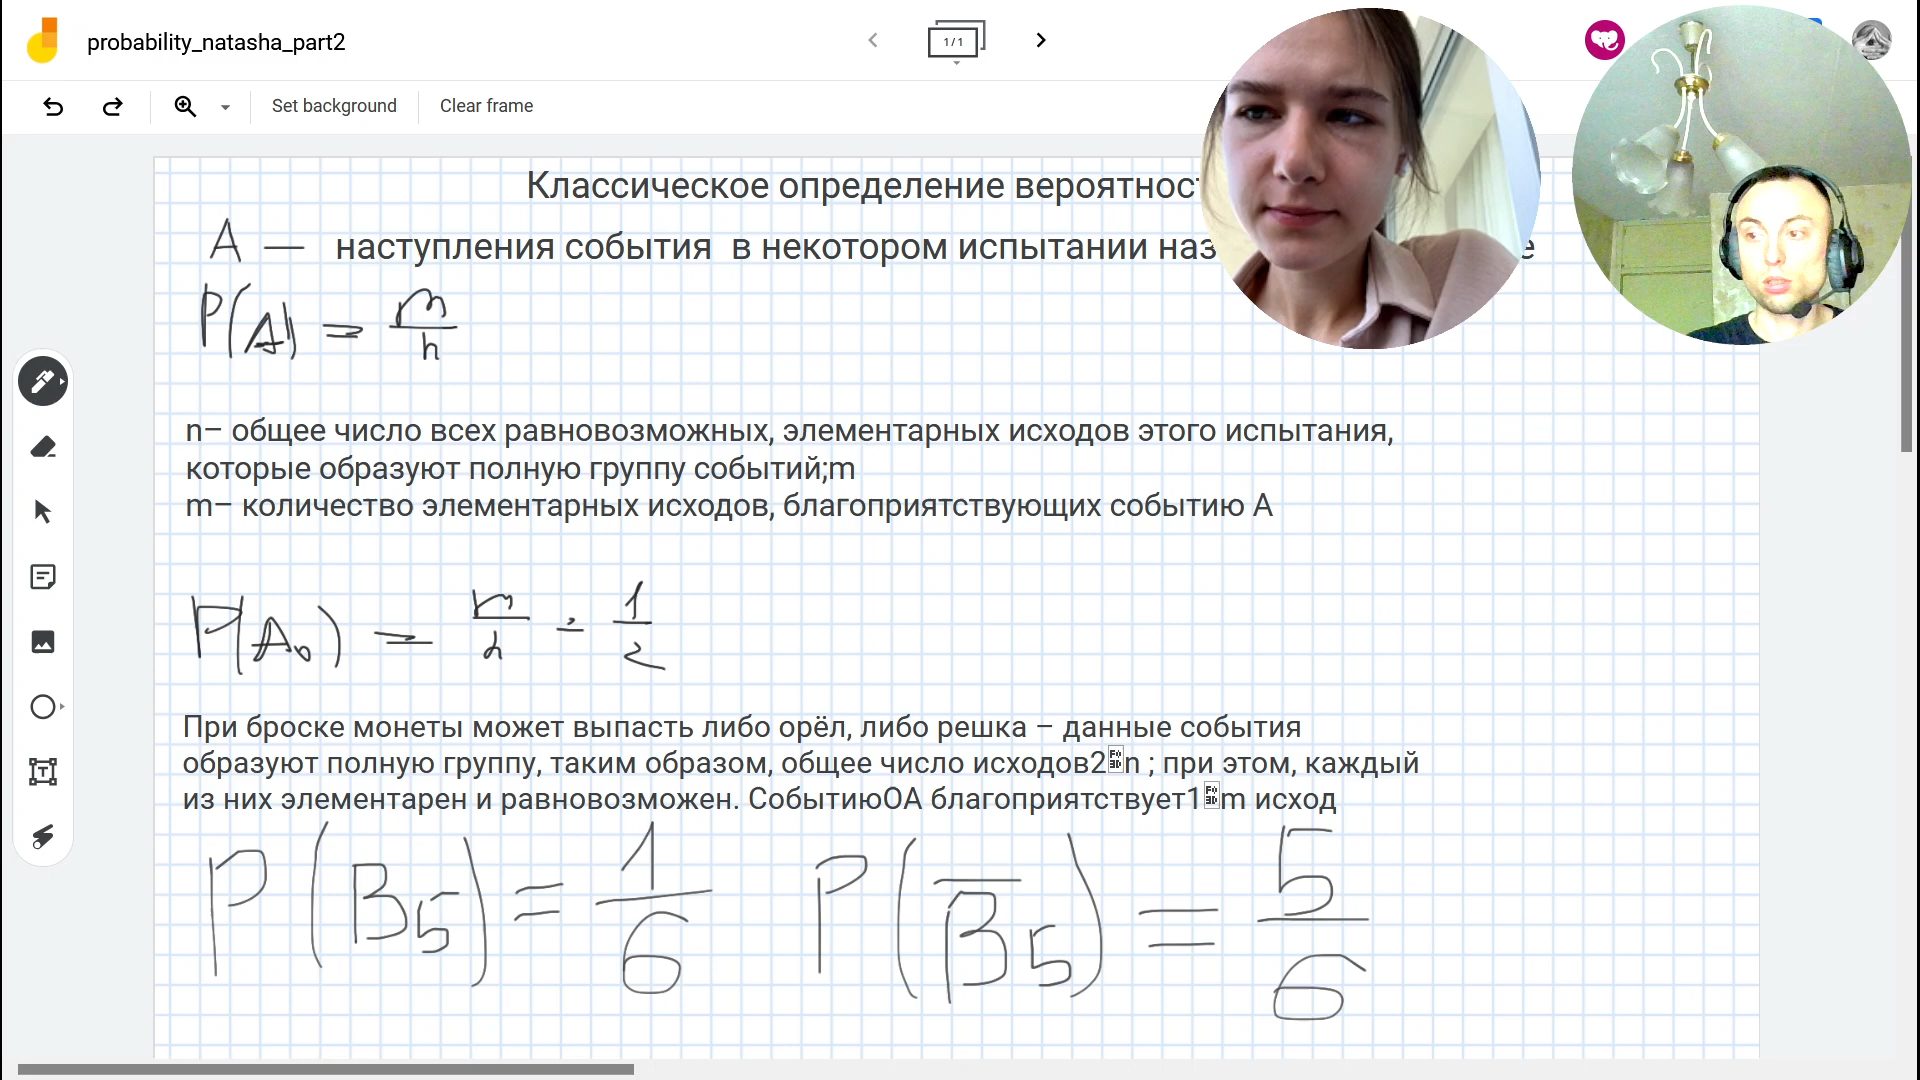 probability_natasha_part2
1/1
Set background
Clear frame
Классическое определение вероятност
A — наступления события в некотором испытании наз
P(A) = m/n
n– общее число всех равновозможных, элементарных исходов этого испытания,
которые образуют полную группу событий;m
m– количество элементарных исходов, благоприятствующих событию А
P(A₀) = m/2 = 1/2
При броске монеты может выпасть либо орёл, либо решка – данные события
образуют полную группу, таким образом, общее число исходов2n ; при этом, каждый
из них элементарен и равновозможен. СобытиюОА благоприятствует1m исход
P(B₅) = 1/6 P(B̅₅) = 5/6